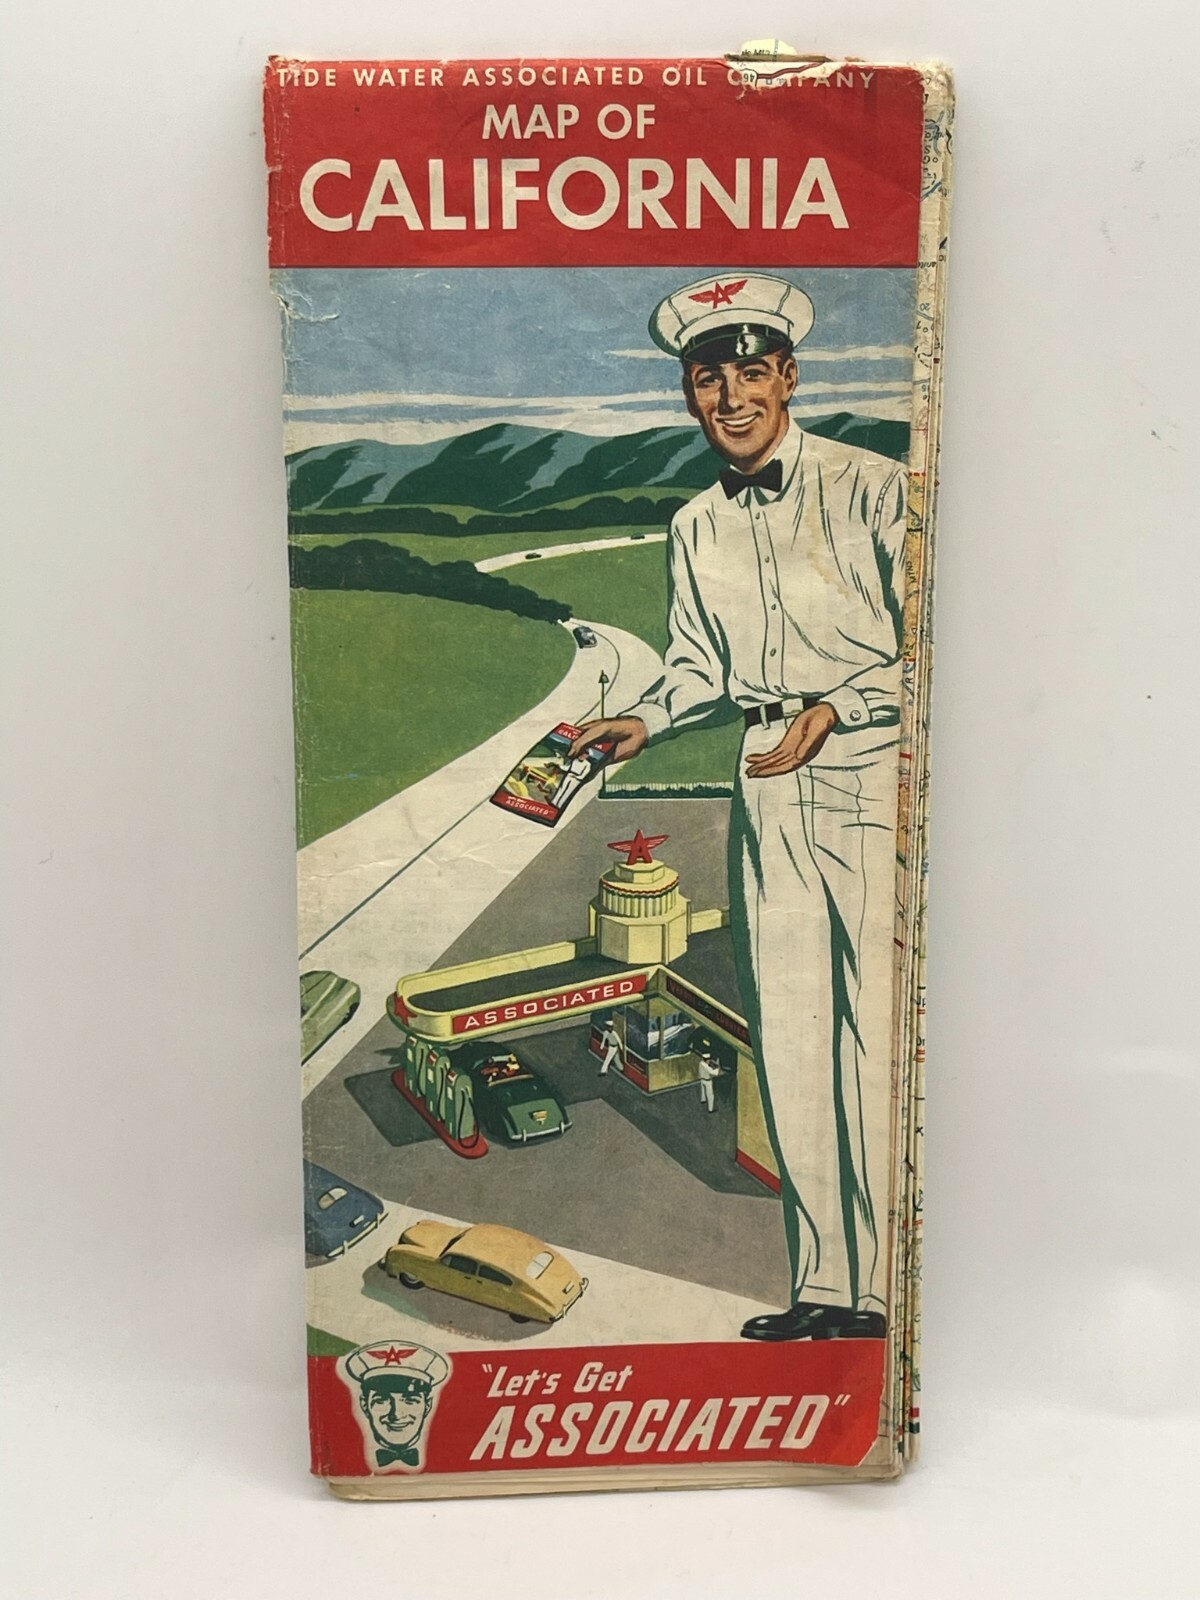 TIDE WATER ASSOCIATED OIL COMPANY
MAP OF
CALIFORNIA
A
A
ASSOCIATED
A
ASSOCIATED
A
"Let's Get
ASSOCIATED"